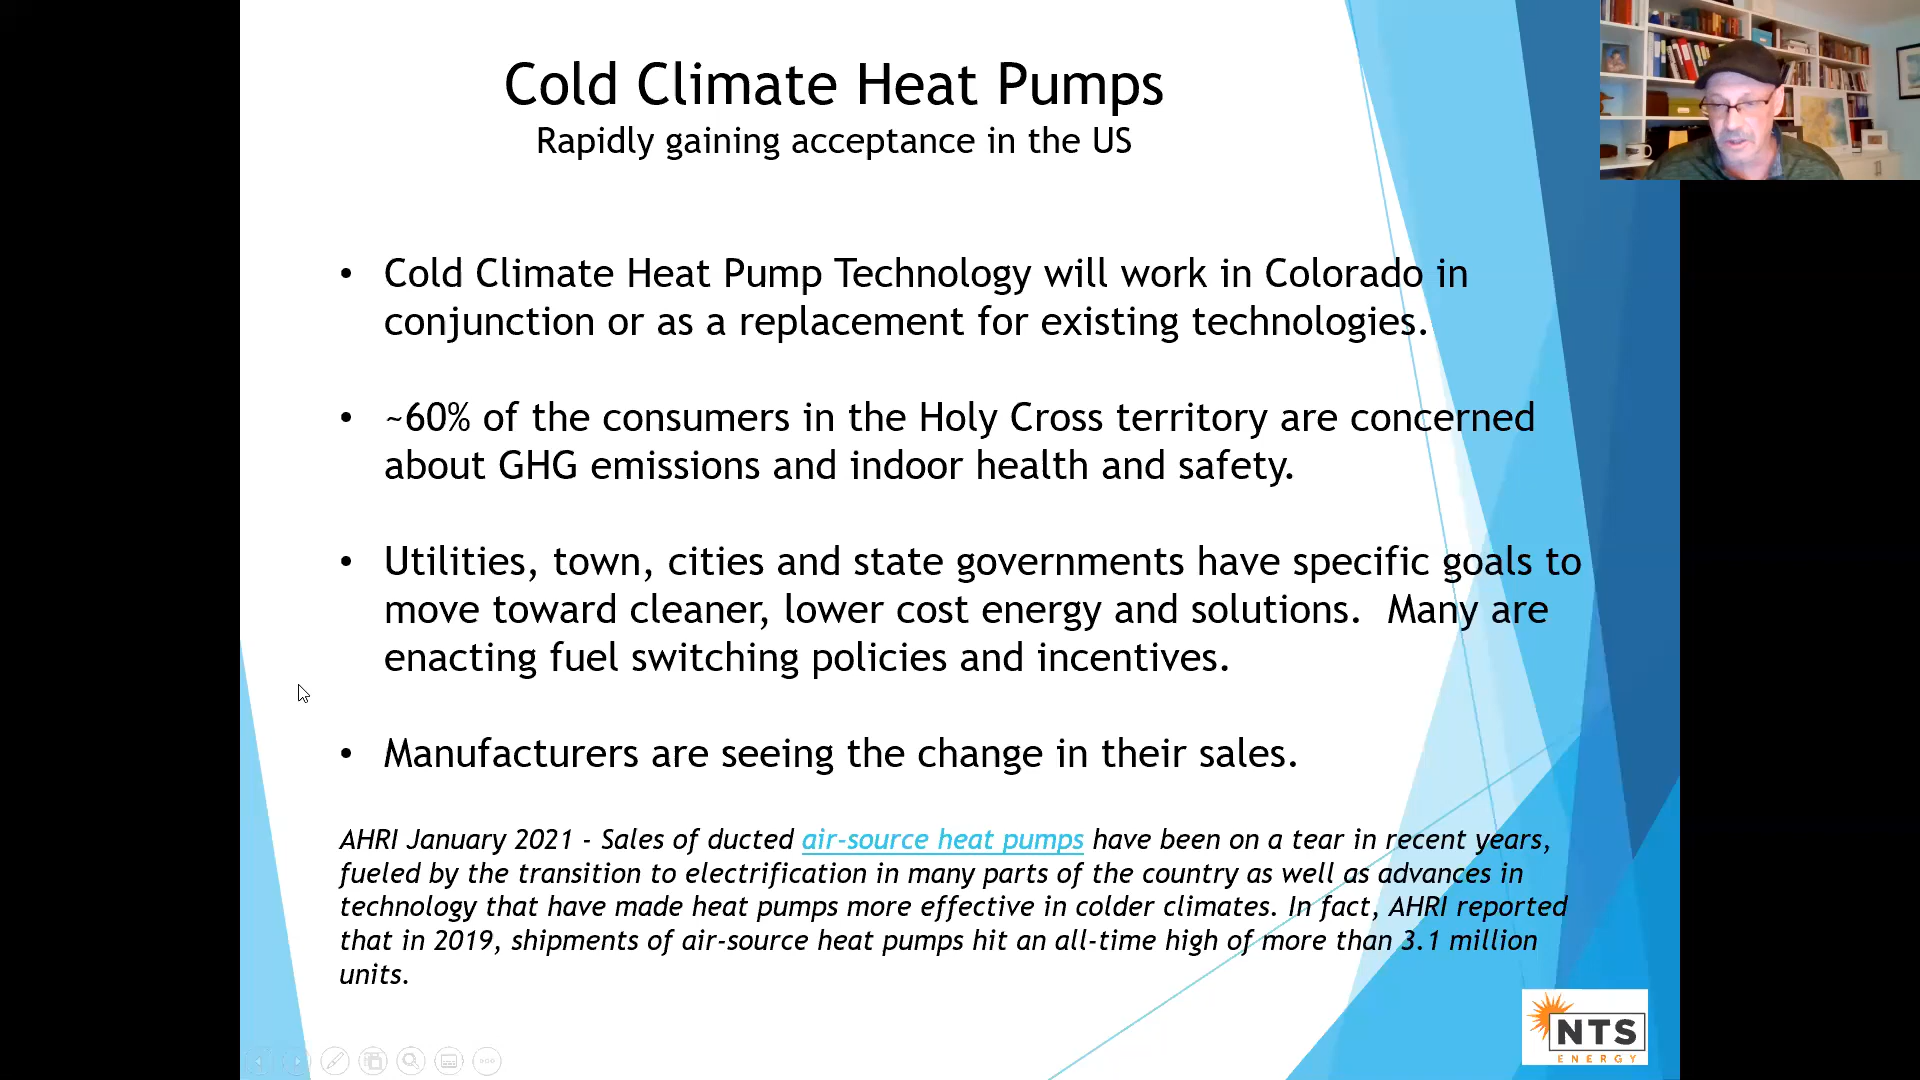 Cold Climate Heat Pumps
Rapidly gaining acceptance in the US
• Cold Climate Heat Pump Technology will work in Colorado in
conjunction or as a replacement for existing technologies.
• ~60% of the consumers in the Holy Cross territory are concerned
about GHG emissions and indoor health and safety.
• Utilities, town, cities and state governments have specific goals to
move toward cleaner, lower cost energy and solutions.  Many are
enacting fuel switching policies and incentives.
• Manufacturers are seeing the change in their sales.
AHRI January 2021 - Sales of ducted air-source heat pumps have been on a tear in recent years,
fueled by the transition to electrification in many parts of the country as well as advances in
technology that have made heat pumps more effective in colder climates. In fact, AHRI reported
that in 2019, shipments of air-source heat pumps hit an all-time high of more than 3.1 million
units.
NTS
ENERGY